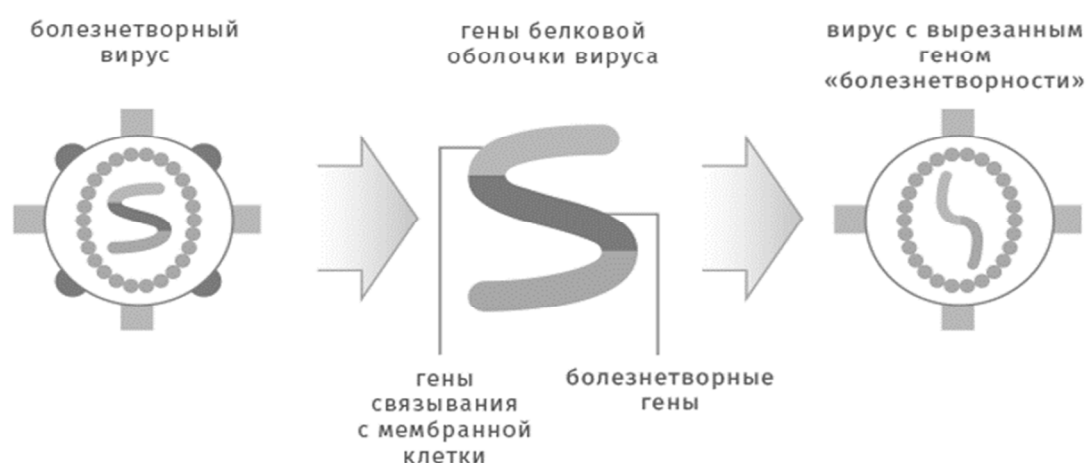 болезнетворный
вирус
гены белковой
оболочки вируса
вирус с вырезанным
геном
«болезнетворности»
гены
связывания
с мембранной
клетки
болезнетворные
гены